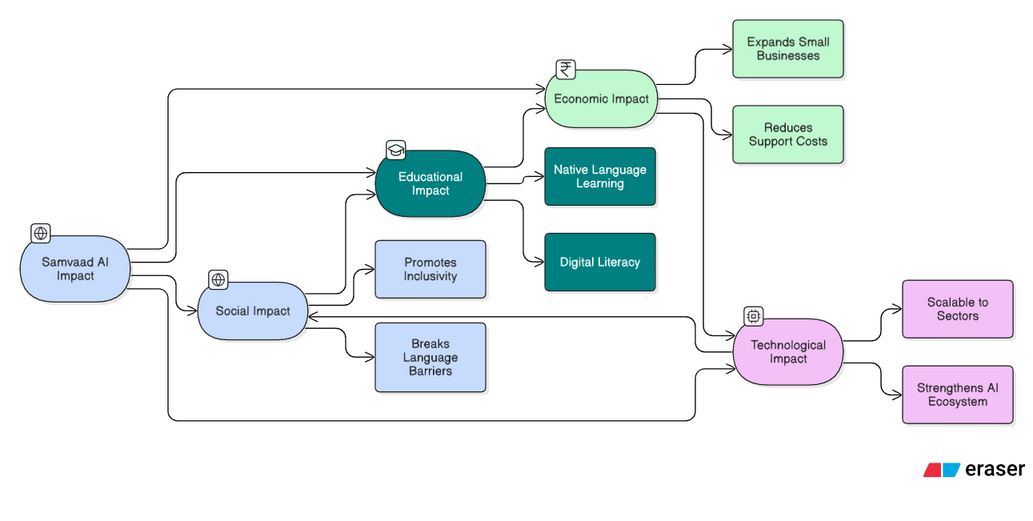 Expands Small
Businesses
₹
Economic Impact
Reduces
Support Costs
Educational
Impact
Native Language
Learning
Samvaad AI
Impact
Promotes
Inclusivity
Digital Literacy
Social Impact
Breaks
Language
Barriers
Technological
Impact
Scalable to
Sectors
Strengthens AI
Ecosystem
eraser